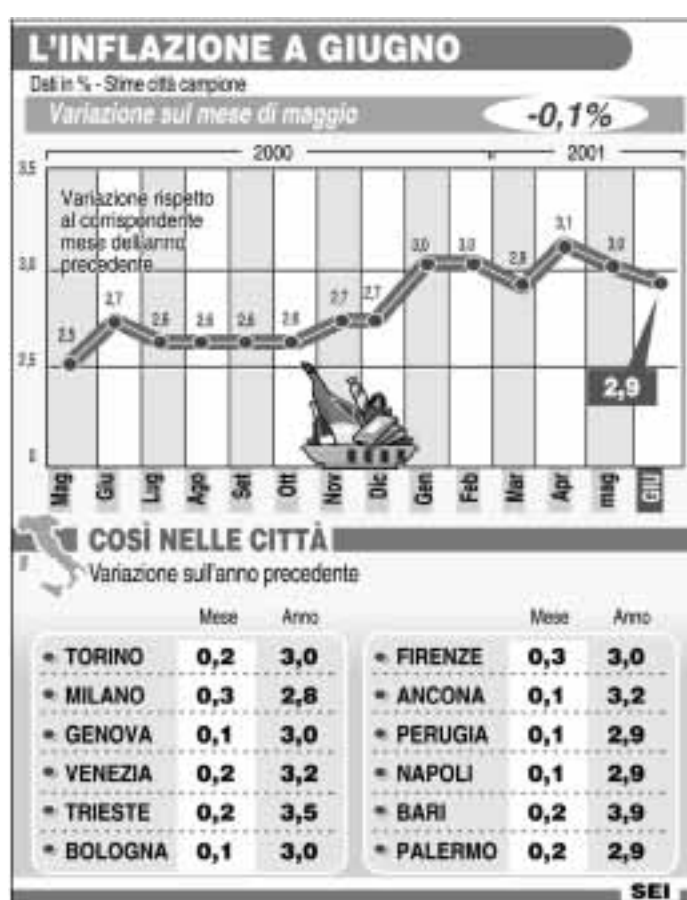 L'INFLAZIONE A GIUGNO
Dati in % - Stime città campione
Variazione sul mese di maggio -0,1%
2000 2001
3,5
Variazione rispetto
al corrispondente
mese dell'anno
precedente
3,0
2,5
0
2,5 2,7 2,6 2,6 2,6 2,6 2,7 2,7 3,0 3,0 2,9 3,1 3,0
2,9
Mag Giu Lug Ago Set Ott Nov Dic Gen Feb Mar Apr mag GIU
COSÌ NELLE CITTÀ
Variazione sull'anno precedente
Mese Anno Mese Anno
TORINO 0,2 3,0 FIRENZE 0,3 3,0
MILANO 0,3 2,8 ANCONA 0,1 3,2
GENOVA 0,1 3,0 PERUGIA 0,1 2,9
VENEZIA 0,2 3,2 NAPOLI 0,1 2,9
TRIESTE 0,2 3,5 BARI 0,2 3,9
BOLOGNA 0,1 3,0 PALERMO 0,2 2,9
SEI